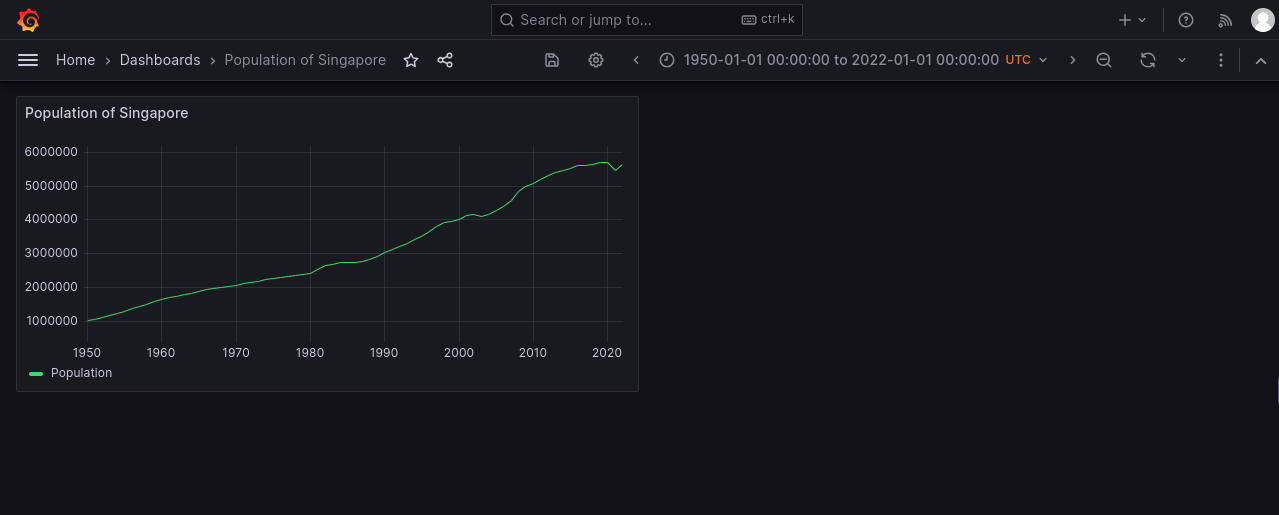 Search or jump to... ctrl+k
Home › Dashboards › Population of Singapore 1950-01-01 00:00:00 to 2022-01-01 00:00:00 UTC
Population of Singapore
6000000
5000000
4000000
3000000
2000000
1000000
1950 1960 1970 1980 1990 2000 2010 2020
Population